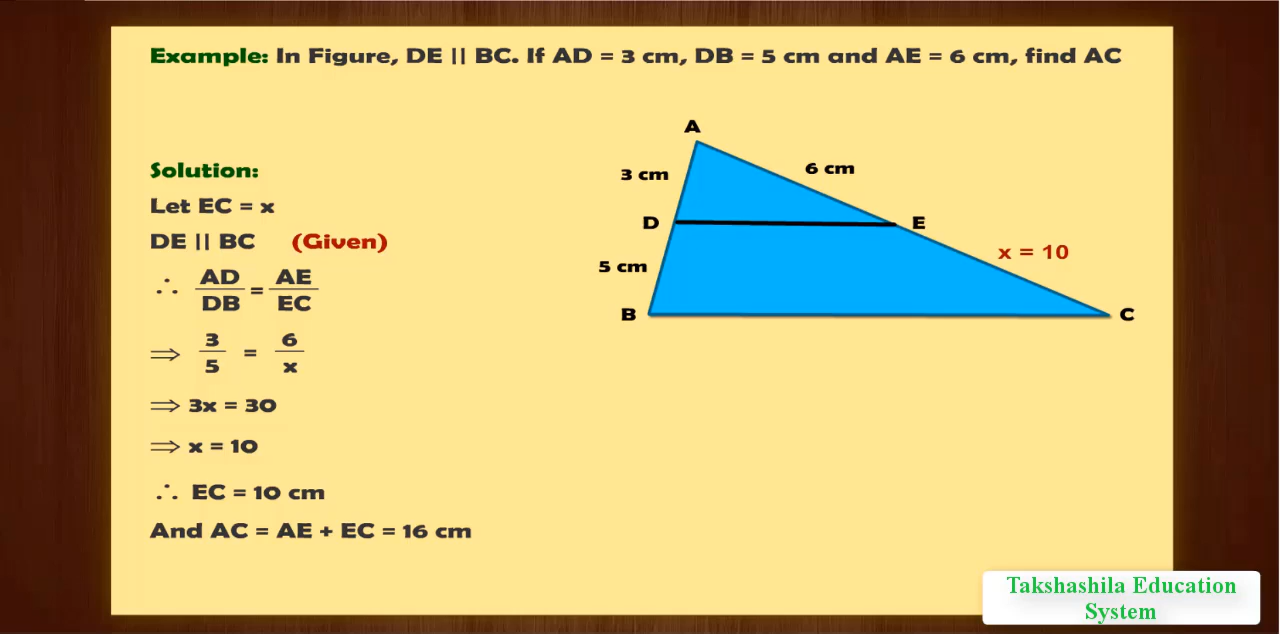 Example: In Figure, DE || BC. If AD = 3 cm, DB = 5 cm and AE = 6 cm, find AC
A
3 cm
6 cm
D
E
5 cm
x = 10
B
C
Solution:
Let EC = x
DE || BC (Given)
∴ AD/DB = AE/EC
⇒ 3/5 = 6/x
⇒ 3x = 30
⇒ x = 10
∴ EC = 10 cm
And AC = AE + EC = 16 cm
Takshashila Education
System